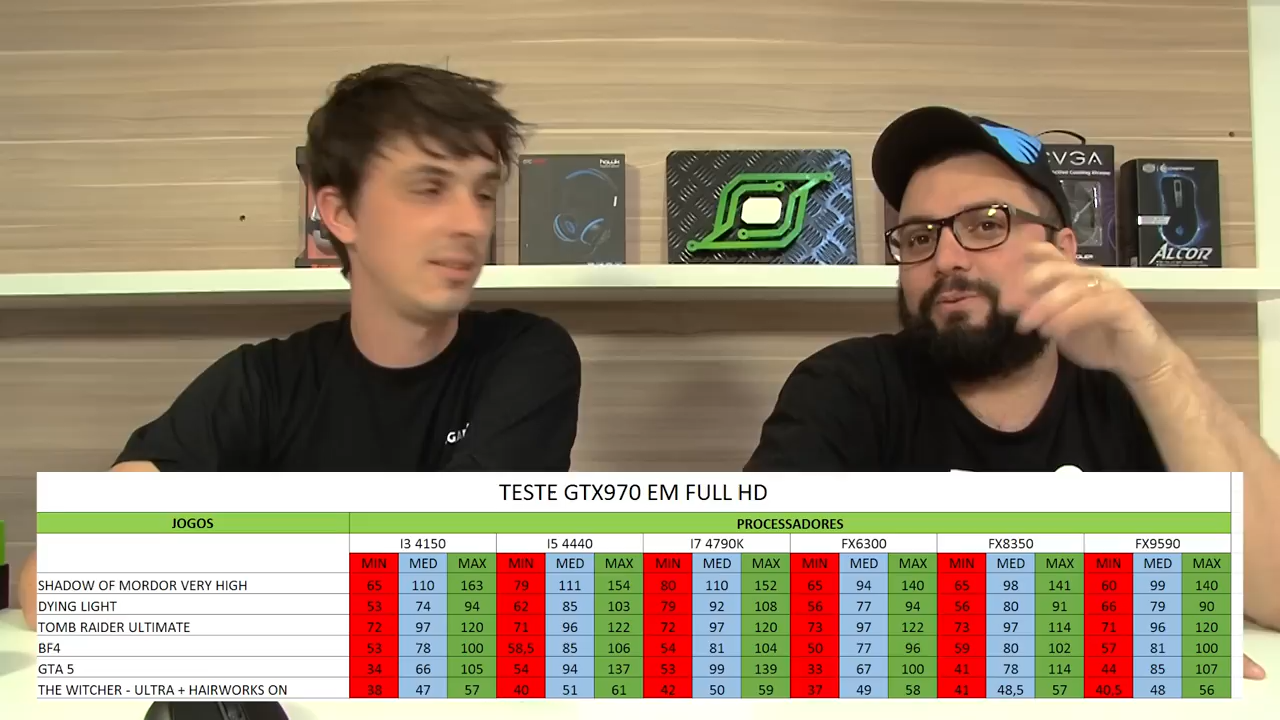 hawk
EVGA
ALCOR
TESTE GTX970 EM FULL HD
JOGOS PROCESSADORES
I3 4150 I5 4440 I7 4790K FX6300 FX8350 FX9590
MIN MED MAX MIN MED MAX MIN MED MAX MIN MED MAX MIN MED MAX MIN MED MAX
SHADOW OF MORDOR VERY HIGH 65 110 163 79 111 154 80 110 152 65 94 140 65 98 141 60 99 140
DYING LIGHT 53 74 94 62 85 103 79 92 108 56 77 94 56 80 91 66 79 90
TOMB RAIDER ULTIMATE 72 97 120 71 96 122 72 97 120 73 97 122 73 97 114 71 96 120
BF4 53 78 100 58,5 85 106 54 81 104 50 77 96 59 80 102 57 81 100
GTA 5 34 66 105 54 94 137 53 99 139 33 67 100 41 78 114 44 85 107
THE WITCHER - ULTRA + HAIRWORKS ON 38 47 57 40 51 61 42 50 59 37 49 58 41 48,5 57 40,5 48 56